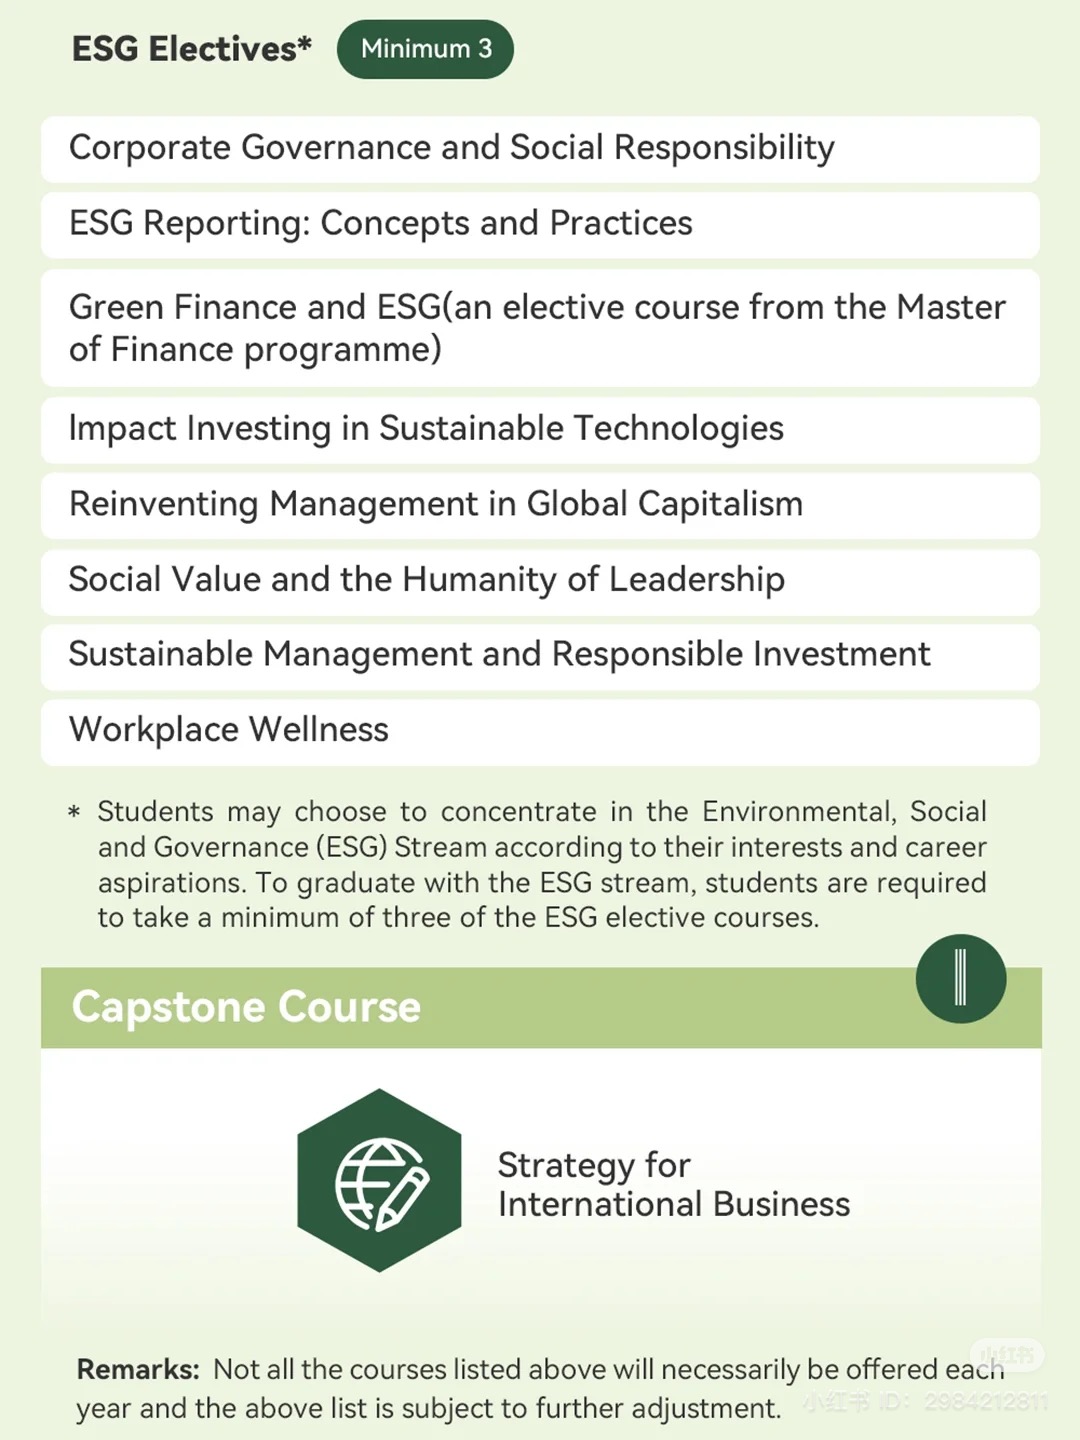 ESG Electives*
Minimum 3
Corporate Governance and Social Responsibility
ESG Reporting: Concepts and Practices
Green Finance and ESG(an elective course from the Master
of Finance programme)
Impact Investing in Sustainable Technologies
Reinventing Management in Global Capitalism
Social Value and the Humanity of Leadership
Sustainable Management and Responsible Investment
Workplace Wellness
* Students may choose to concentrate in the Environmental, Social
and Governance (ESG) Stream according to their interests and career
aspirations. To graduate with the ESG stream, students are required
to take a minimum of three of the ESG elective courses.
Capstone Course
Strategy for
International Business
小红书
Remarks: Not all the courses listed above will necessarily be offered each
year and the above list is subject to further adjustment.
小红书 ID: 2984212811